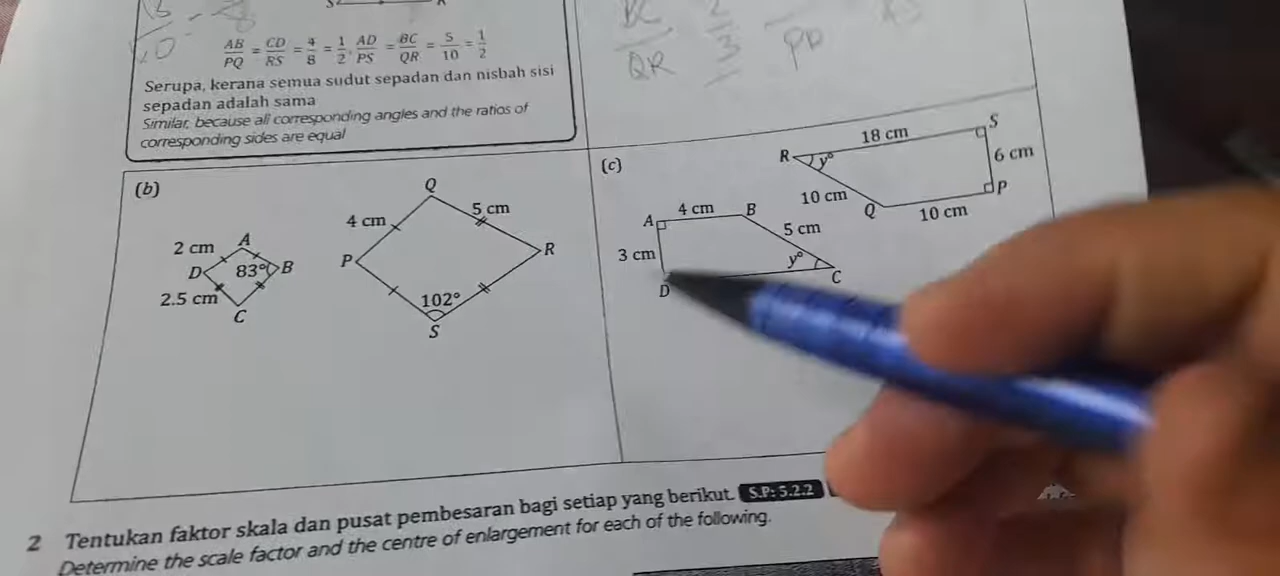 AB/PQ = CD/RS = 4/8 = 1/2, AD/PS = BC/QR = 5/10 = 1/2
Serupa, kerana semua sudut sepadan dan nisbah sisi
sepadan adalah sama
Similar, because all corresponding angles and the ratios of
corresponding sides are equal
QR 3 PD
(b)
Q
4 cm
5 cm
2 cm
A
D
83°
B
P
R
2.5 cm
C
102°
S
(c)
R
18 cm
S
y°
6 cm
10 cm
P
Q
10 cm
A
4 cm
B
5 cm
3 cm
y°
C
D
2 Tentukan faktor skala dan pusat pembesaran bagi setiap yang berikut. S.P: 5.2.2
Determine the scale factor and the centre of enlargement for each of the following.